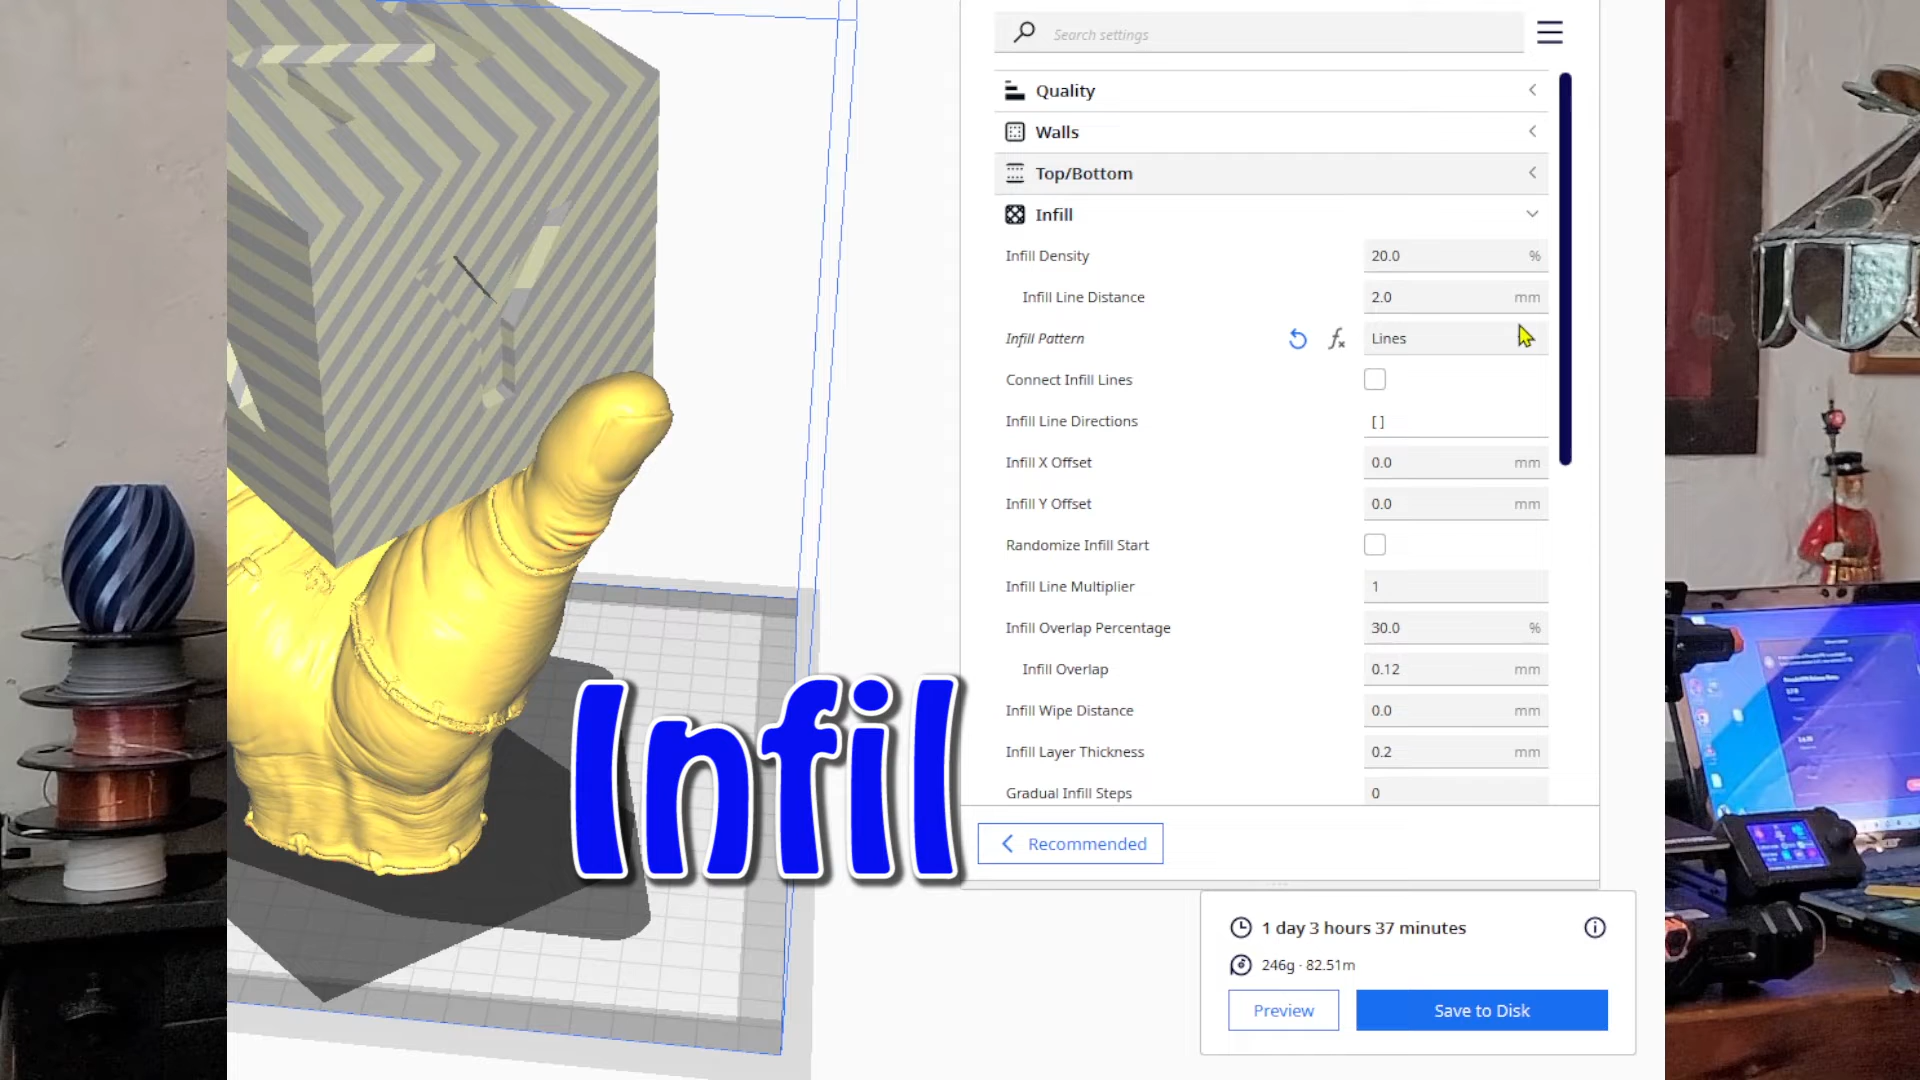 Search settings
Quality
Walls
Top/Bottom
Infill
Infill Density 20.0 %
Infill Line Distance 2.0 mm
Infill Pattern fx Lines
Connect Infill Lines
Infill Line Directions [ ]
Infill X Offset 0.0 mm
Infill Y Offset 0.0 mm
Randomize Infill Start
Infill Line Multiplier 1
Infill Overlap Percentage 30.0 %
Infill Overlap 0.12 mm
Infill Wipe Distance 0.0 mm
Infill Layer Thickness 0.2 mm
Gradual Infill Steps 0
Infil
Recommended
1 day 3 hours 37 minutes
246g · 82.51m
Preview
Save to Disk